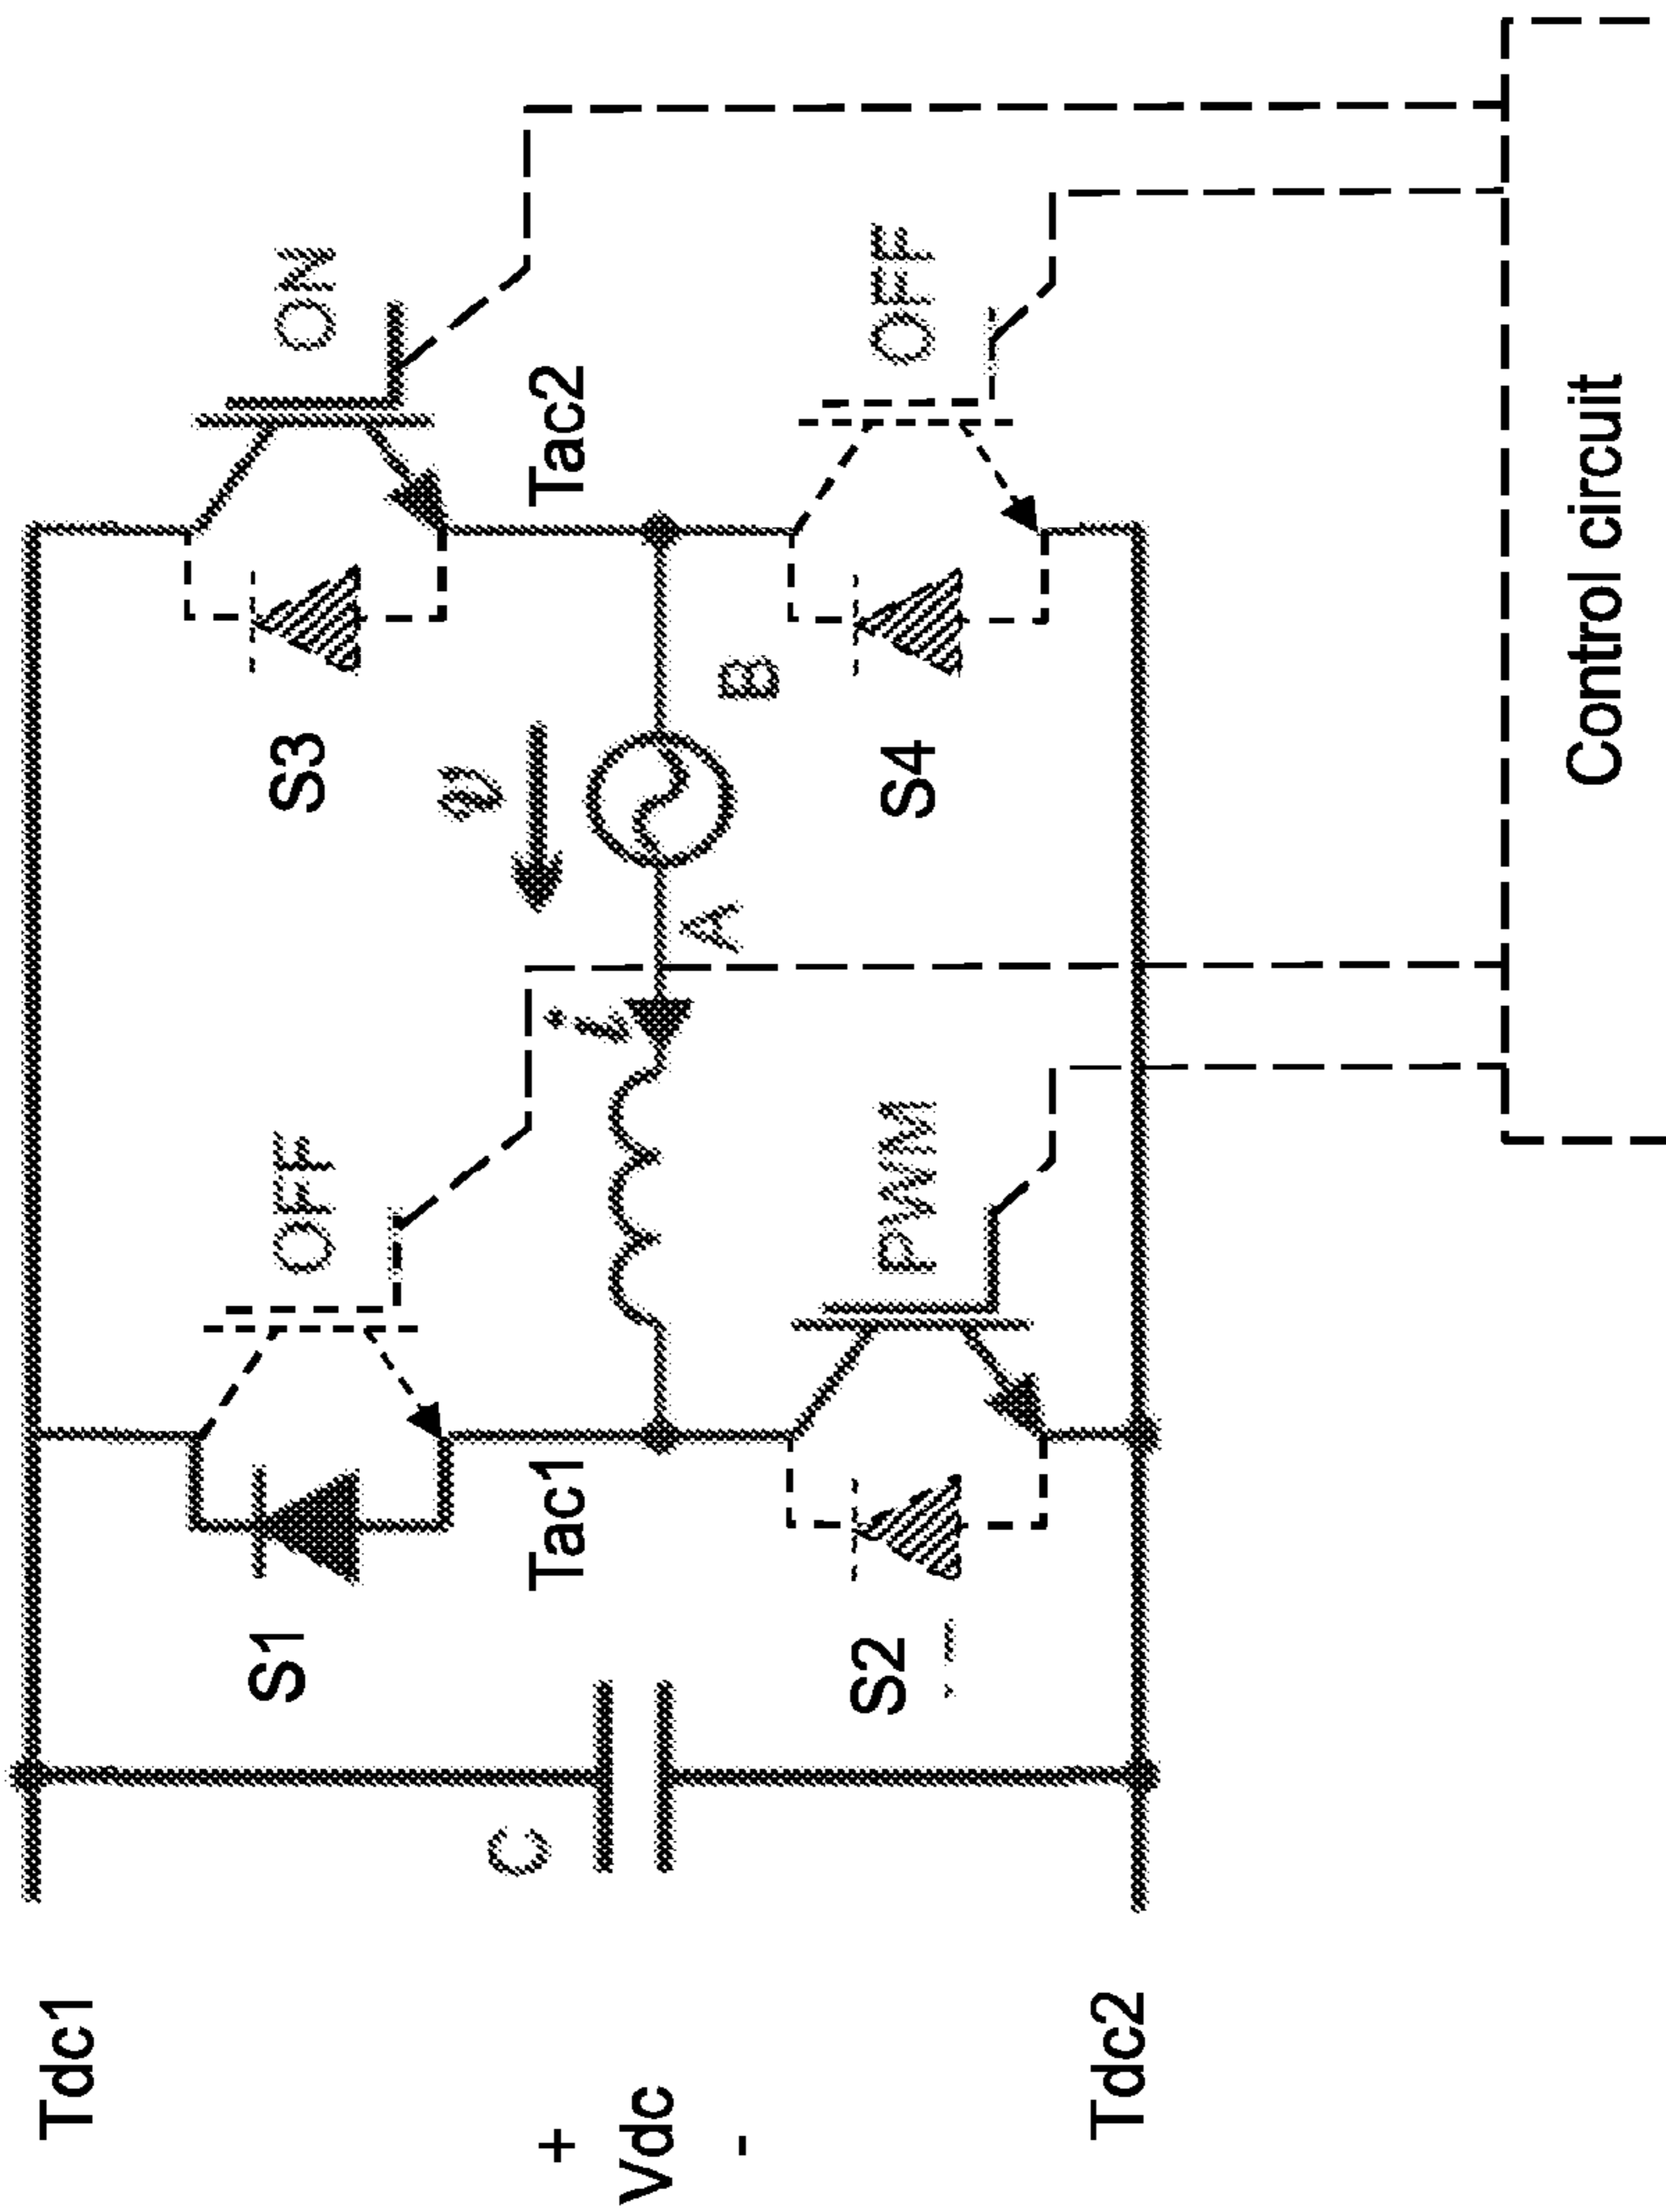 Tdc1
+
Vdc
-
Tdc2
C
S1
OFF
Tac1
S2
PWM
i
A
v
B
S3
ON
Tac2
S4
OFF
Control circuit